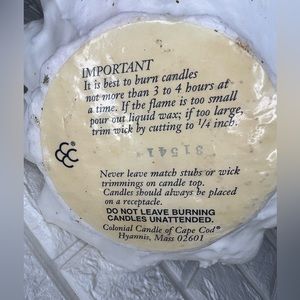 IMPORTANT
It is best to burn candles
not more than 3 to 4 hours at
a time. If the flame is too small
pour out liquid wax; if too large,
trim wick by cutting to 1/4 inch.
31541
Never leave match stubs or wick
trimmings on candle top.
Candles should always be placed
on a receptacle.
DO NOT LEAVE BURNING
CANDLES UNATTENDED.
Colonial Candle of Cape Cod®
Hyannis, Mass 02601